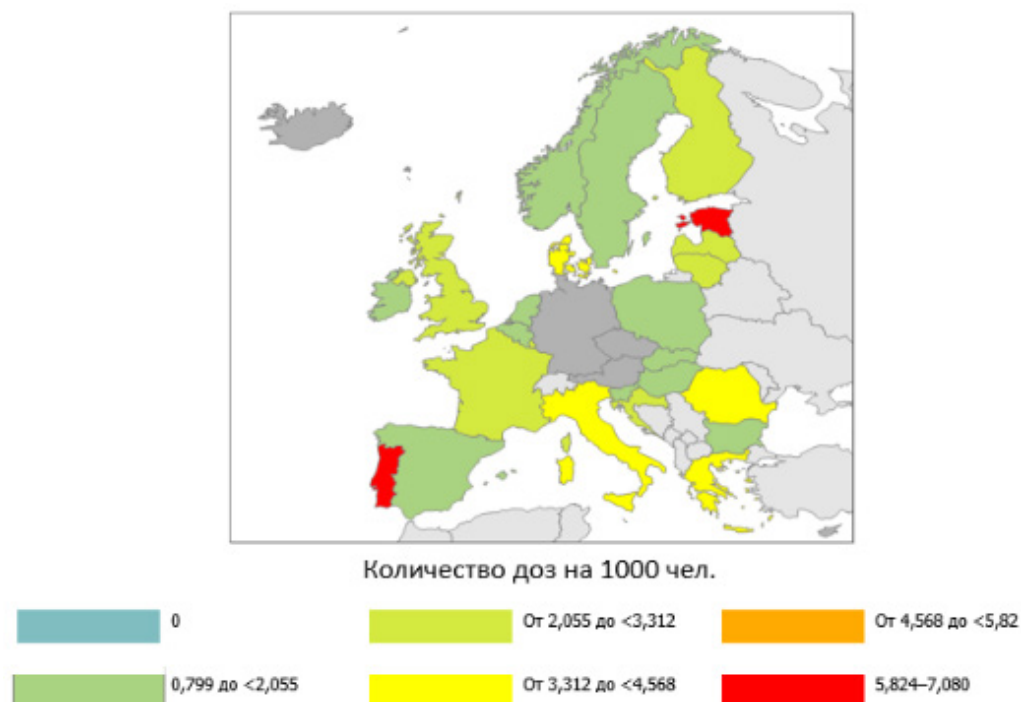 Количество доз на 1000 чел.
0
От 2,055 до <3,312
От 4,568 до <5,82
0,799 до <2,055
От 3,312 до <4,568
5,824–7,080